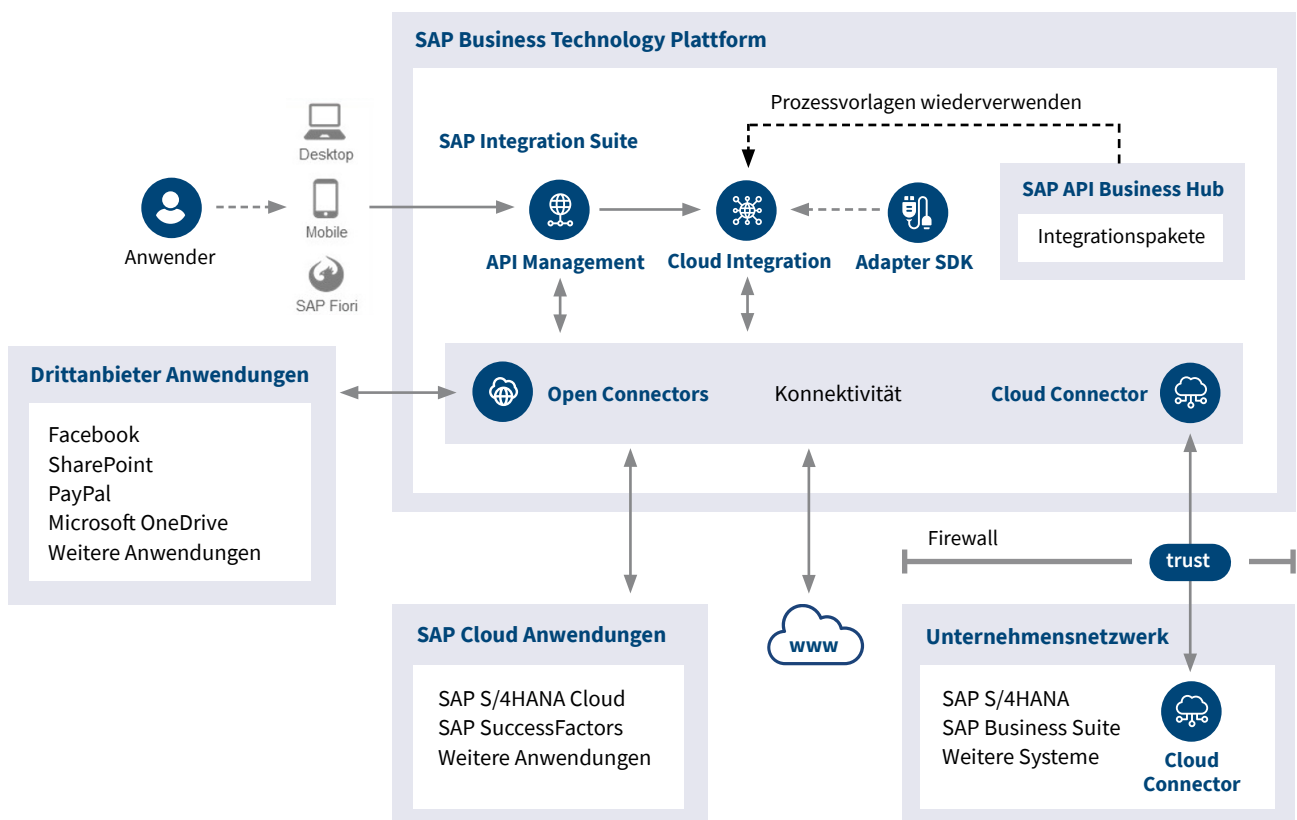 SAP Business Technology Plattform
Prozessvorlagen wiederverwenden
SAP Integration Suite
Desktop
Mobile
SAP Fiori
Anwender
API Management
Cloud Integration
Adapter SDK
SAP API Business Hub
Integrationspakete
Drittanbieter Anwendungen
Facebook
SharePoint
PayPal
Microsoft OneDrive
Weitere Anwendungen
Open Connectors
Konnektivität
Cloud Connector
Firewall
trust
SAP Cloud Anwendungen
SAP S/4HANA Cloud
SAP SuccessFactors
Weitere Anwendungen
www
Unternehmensnetzwerk
SAP S/4HANA
SAP Business Suite
Weitere Systeme
Cloud
Connector